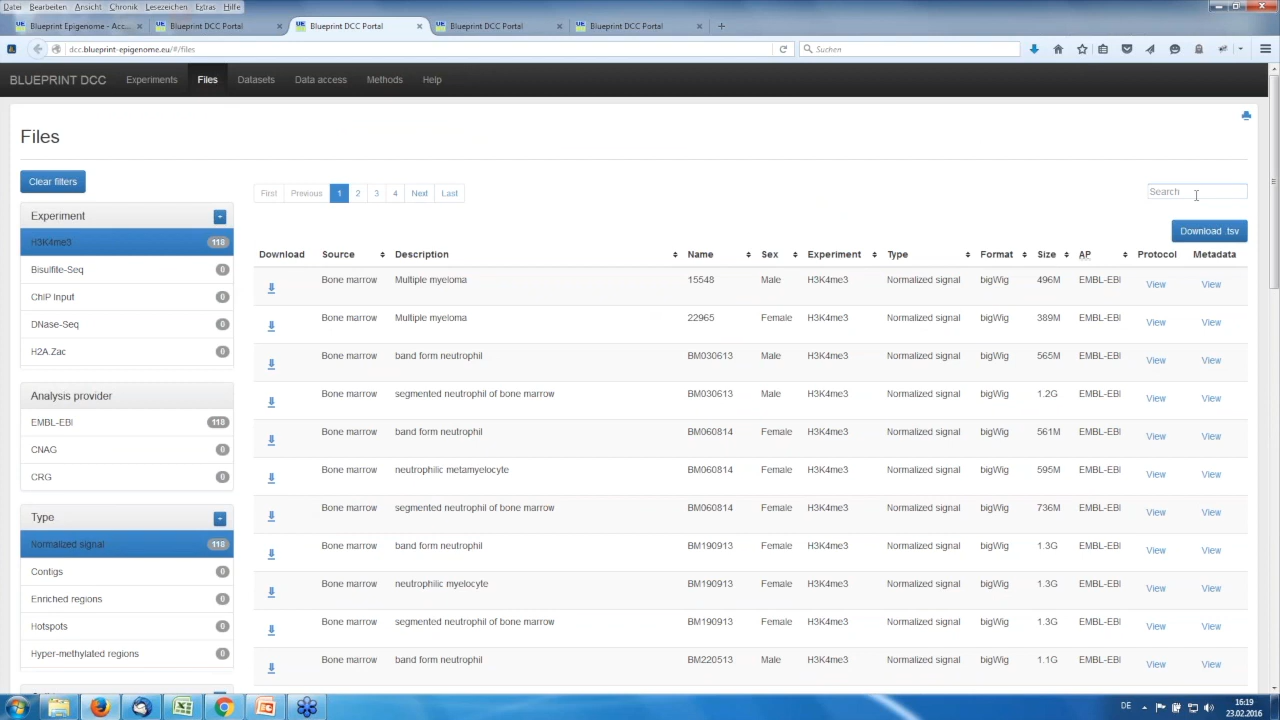 Datei Bearbeiten Ansicht Chronik Lesezeichen Extras Hilfe
Blueprint Epigenome - Acc... Blueprint DCC Portal Blueprint DCC Portal Blueprint DCC Portal Blueprint DCC Portal
dcc.blueprint-epigenome.eu/#/files Suchen
BLUEPRINT DCC Experiments Files Datasets Data access Methods Help
Files
Clear filters
First Previous 1 2 3 4 Next Last
Search
Download .tsv
Experiment -
H3K4me3 118
Bisulfite-Seq 0
ChIP Input 0
DNase-Seq 0
H2A.Zac 0
Analysis provider
EMBL-EBI 118
CNAG 0
CRG 0
Type -
Normalized signal 118
Contigs 0
Enriched regions 0
Hotspots 0
Hyper-methylated regions 0
Download Source Description Name Sex Experiment Type Format Size AP Protocol Metadata
Bone marrow Multiple myeloma 15548 Male H3K4me3 Normalized signal bigWig 496M EMBL-EBI View View
Bone marrow Multiple myeloma 22965 Female H3K4me3 Normalized signal bigWig 389M EMBL-EBI View View
Bone marrow band form neutrophil BM030613 Male H3K4me3 Normalized signal bigWig 565M EMBL-EBI View View
Bone marrow segmented neutrophil of bone marrow BM030613 Male H3K4me3 Normalized signal bigWig 1.2G EMBL-EBI View View
Bone marrow band form neutrophil BM060814 Female H3K4me3 Normalized signal bigWig 561M EMBL-EBI View View
Bone marrow neutrophilic metamyelocyte BM060814 Female H3K4me3 Normalized signal bigWig 595M EMBL-EBI View View
Bone marrow segmented neutrophil of bone marrow BM060814 Female H3K4me3 Normalized signal bigWig 736M EMBL-EBI View View
Bone marrow band form neutrophil BM190913 Female H3K4me3 Normalized signal bigWig 1.3G EMBL-EBI View View
Bone marrow neutrophilic myelocyte BM190913 Female H3K4me3 Normalized signal bigWig 1.3G EMBL-EBI View View
Bone marrow segmented neutrophil of bone marrow BM190913 Female H3K4me3 Normalized signal bigWig 1.3G EMBL-EBI View View
Bone marrow band form neutrophil BM220513 Male H3K4me3 Normalized signal bigWig 1.1G EMBL-EBI View View
DE 16:19
23.02.2016